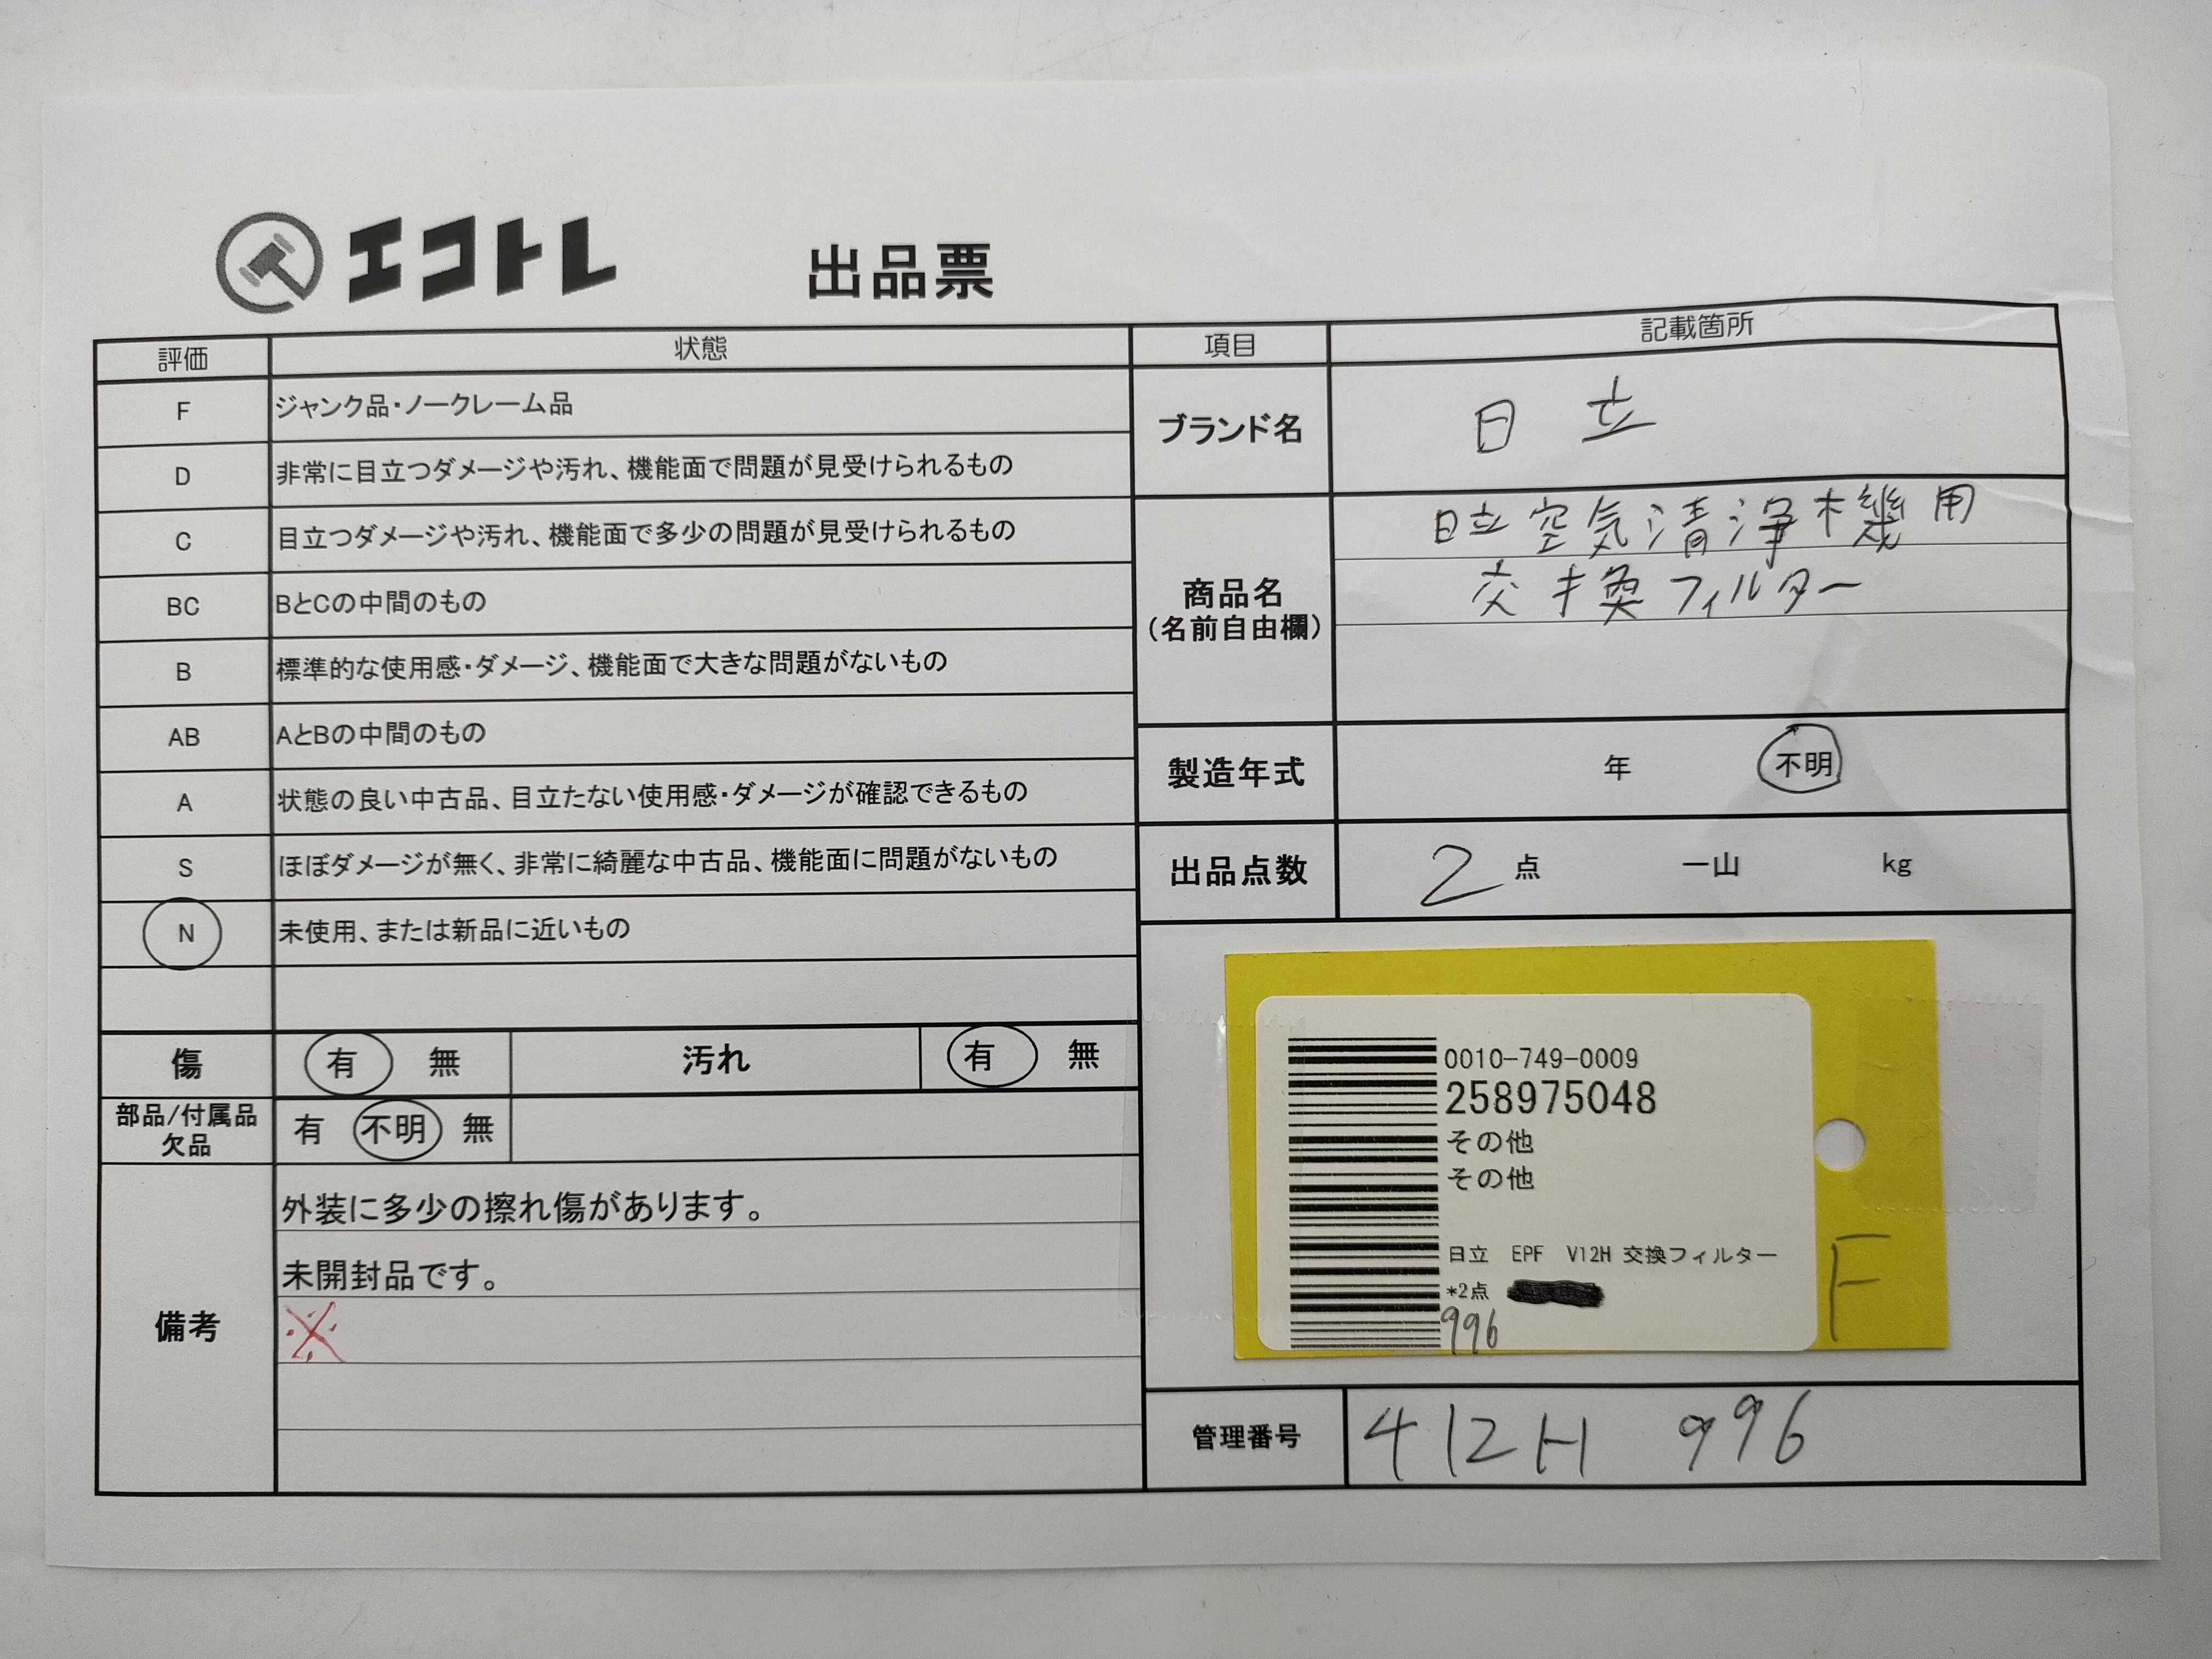 エコトレ 出品票
評価 状態
F ジャンク品・ノークレーム品
D 非常に目立つダメージや汚れ、機能面で問題が見受けられるもの
C 目立つダメージや汚れ、機能面で多少の問題が見受けられるもの
BC BとCの中間のもの
B 標準的な使用感・ダメージ、機能面で大きな問題がないもの
AB AとBの中間のもの
A 状態の良い中古品、目立たない使用感・ダメージが確認できるもの
S ほぼダメージが無く、非常に綺麗な中古品、機能面に問題がないもの
N 未使用、または新品に近いもの
傷 有 無 汚れ 有 無
部品/付属品
欠品
有 不明 無
備考
外装に多少の擦れ傷があります。
未開封品です。
※
項目 記載箇所
ブランド名 日立
商品名
(名前自由欄)
日立空気清浄機用
交換フィルター
製造年式 年 不明
出品点数 2 点 一山 kg
0010-749-0009
258975048
その他
その他
日立 EPF V12H 交換フィルター
*2点
996
F
管理番号 412H 996